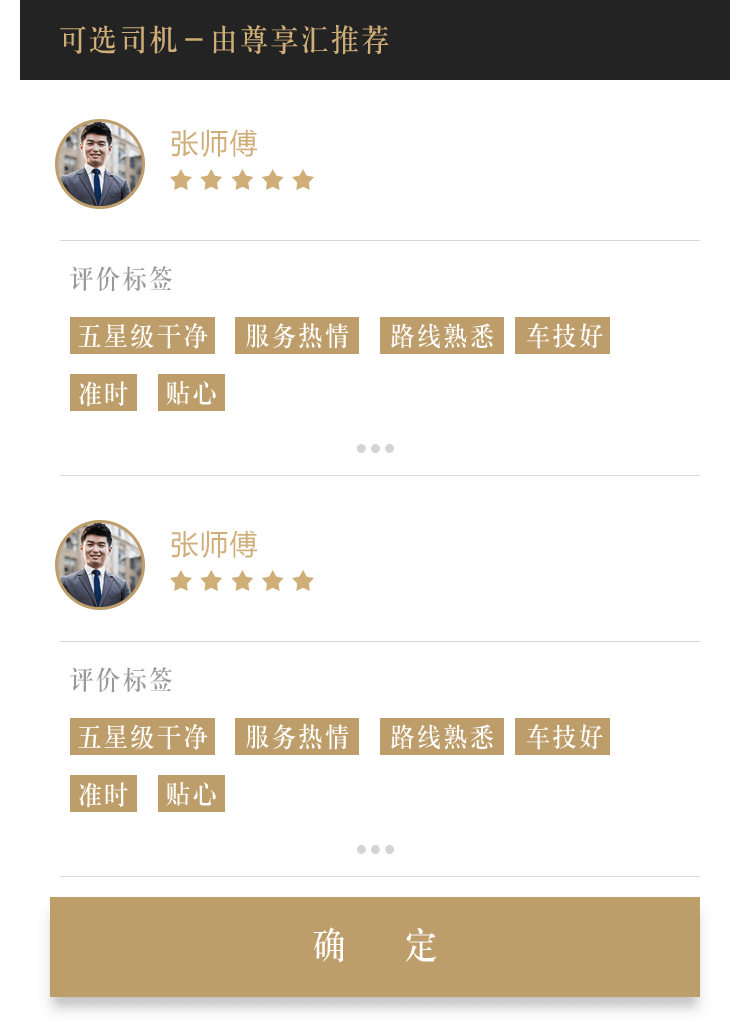 可选司机-由尊享汇推荐
张师傅
评价标签
五星级干净 服务热情 路线熟悉 车技好
准时 贴心
张师傅
评价标签
五星级干净 服务热情 路线熟悉 车技好
准时 贴心
确 定